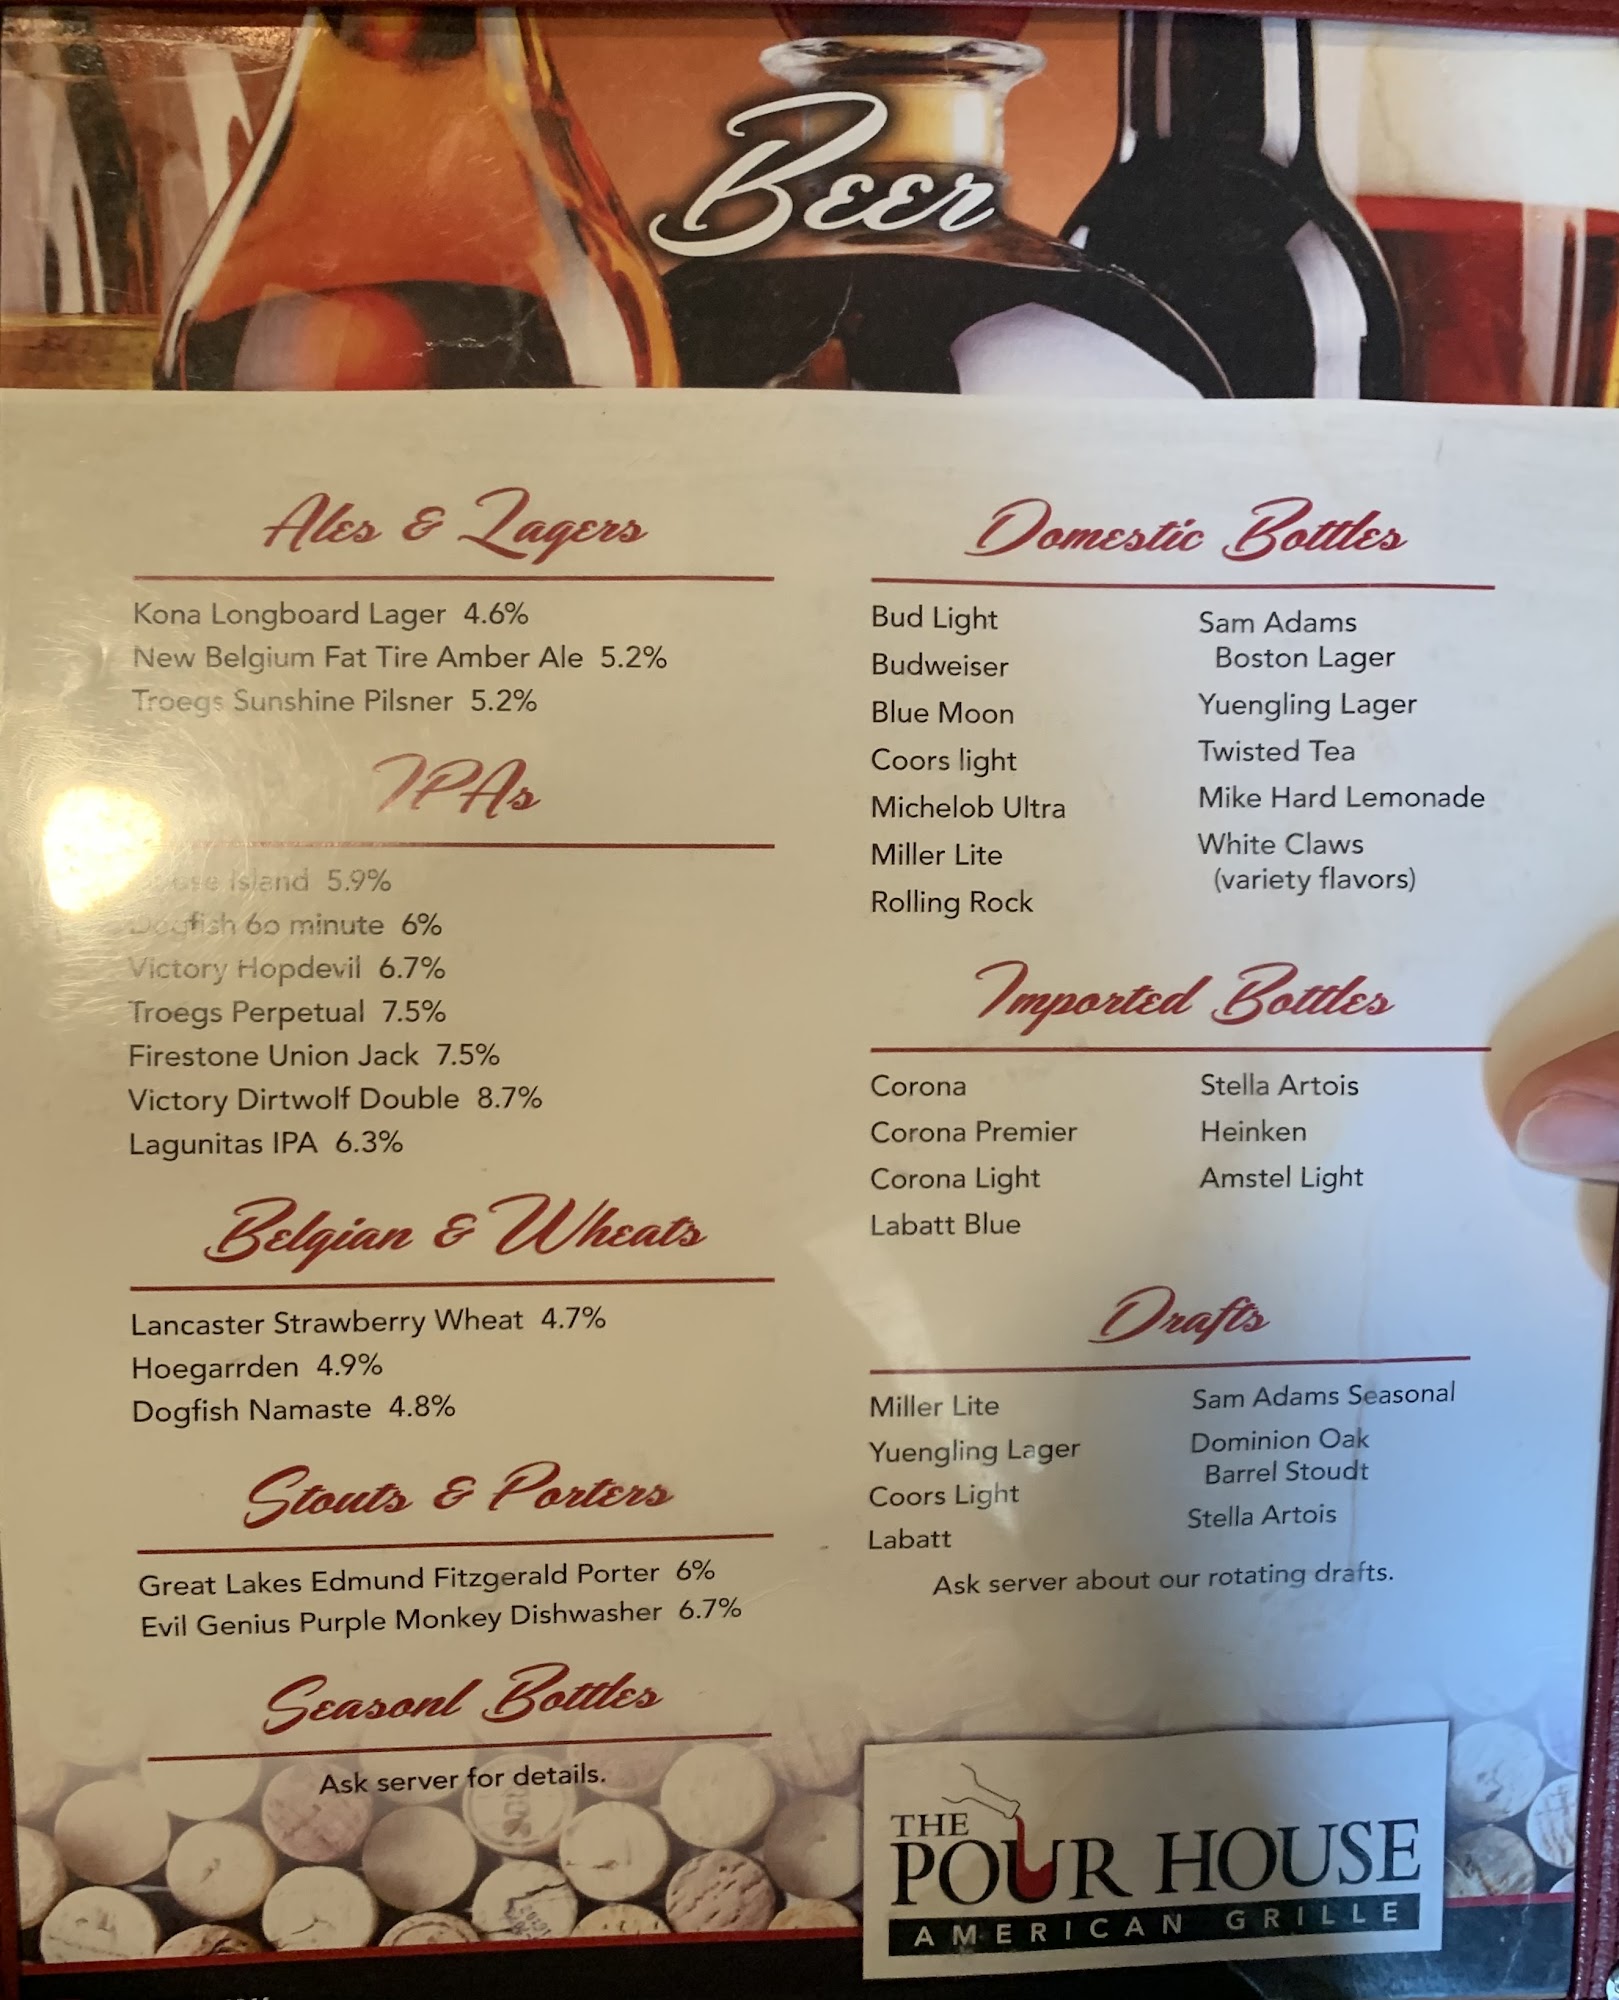 Beer
Ales & Lagers
Kona Longboard Lager 4.6%
New Belgium Fat Tire Amber Ale 5.2%
Troegs Sunshine Pilsner 5.2%
IPAs
Goose Island 5.9%
Dogfish 60 minute 6%
Victory Hopdevil 6.7%
Troegs Perpetual 7.5%
Firestone Union Jack 7.5%
Victory Dirtwolf Double 8.7%
Lagunitas IPA 6.3%
Belgian & Wheats
Lancaster Strawberry Wheat 4.7%
Hoegarrden 4.9%
Dogfish Namaste 4.8%
Stouts & Porters
Great Lakes Edmund Fitzgerald Porter 6%
Evil Genius Purple Monkey Dishwasher 6.7%
Seasonl Bottles
Ask server for details.
Domestic Bottles
Bud Light
Budweiser
Blue Moon
Coors light
Michelob Ultra
Miller Lite
Rolling Rock
Sam Adams
Boston Lager
Yuengling Lager
Twisted Tea
Mike Hard Lemonade
White Claws
(variety flavors)
Imported Bottles
Corona
Corona Premier
Corona Light
Labatt Blue
Stella Artois
Heinken
Amstel Light
Drafts
Miller Lite
Yuengling Lager
Coors Light
Labatt
Sam Adams Seasonal
Dominion Oak
Barrel Stoudt
Stella Artois
Ask server about our rotating drafts.
THE
POUR HOUSE
AMERICAN GRILLE